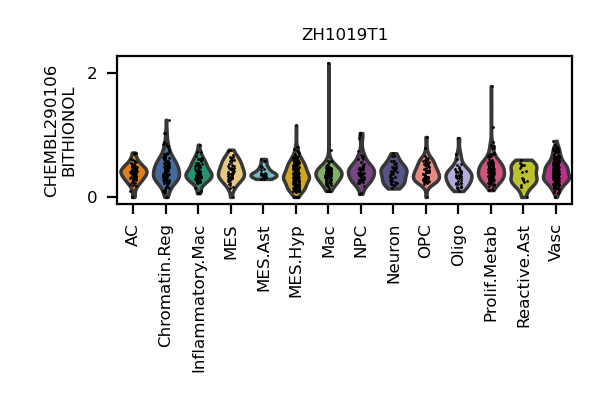 ZH1019T1
CHEMBL290106
BITHIONOL
2
0
AC
Chromatin.Reg
Inflammatory.Mac
MES
MES.Ast
MES.Hyp
Mac
NPC
Neuron
OPC
Oligo
Prolif.Metab
Reactive.Ast
Vasc